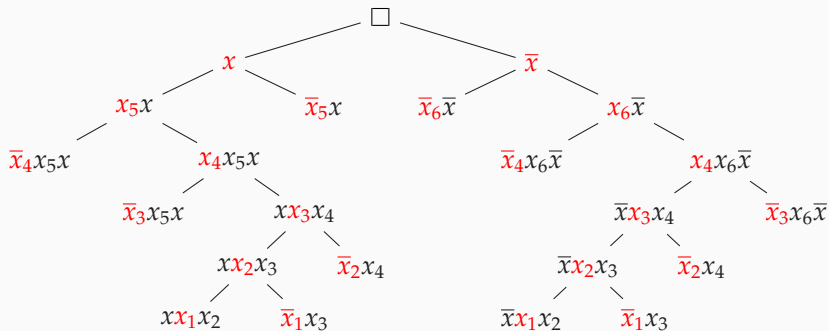 □
x x̅
x₅x x̅₅x x̅₆x̅ x₆x̅
x̅₄x₅x x₄x₅x x̅₄x₆x̅ x₄x₆x̅
x̅₃x₅x xx₃x₄ x̅x₃x₄ x̅₃x₆x̅
xx₂x₃ x̅₂x₄ x̅x₂x₃ x̅₂x₄
xx₁x₂ x̅₁x₃ x̅x₁x₂ x̅₁x₃